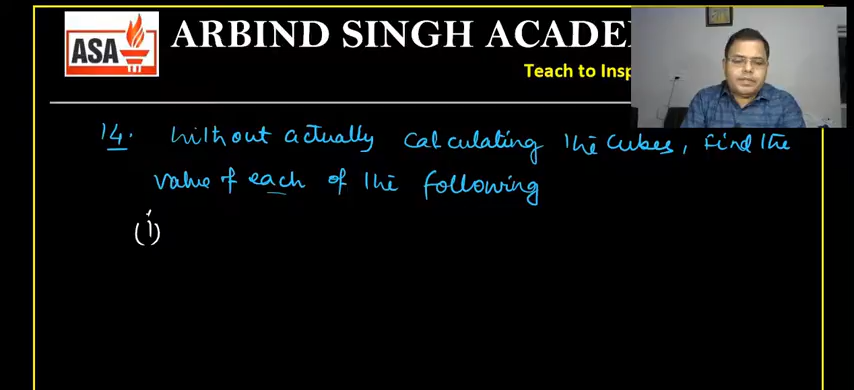 ASA
ARBIND SINGH ACADE
Teach to Insp
14. Without actually calculating the cubes, find the
value of each of the following
(i)